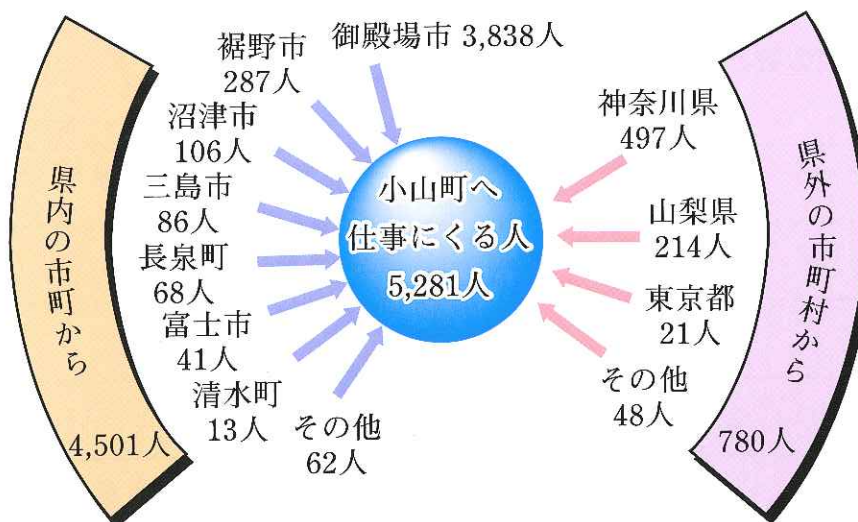 県内の市町から
4,501人
御殿場市 3,838人
裾野市
287人
沼津市
106人
三島市
86人
長泉町
68人
富士市
41人
清水町
13人
その他
62人
小山町へ
仕事にくる人
5,281人
神奈川県
497人
山梨県
214人
東京都
21人
その他
48人
県外の市町村から
780人